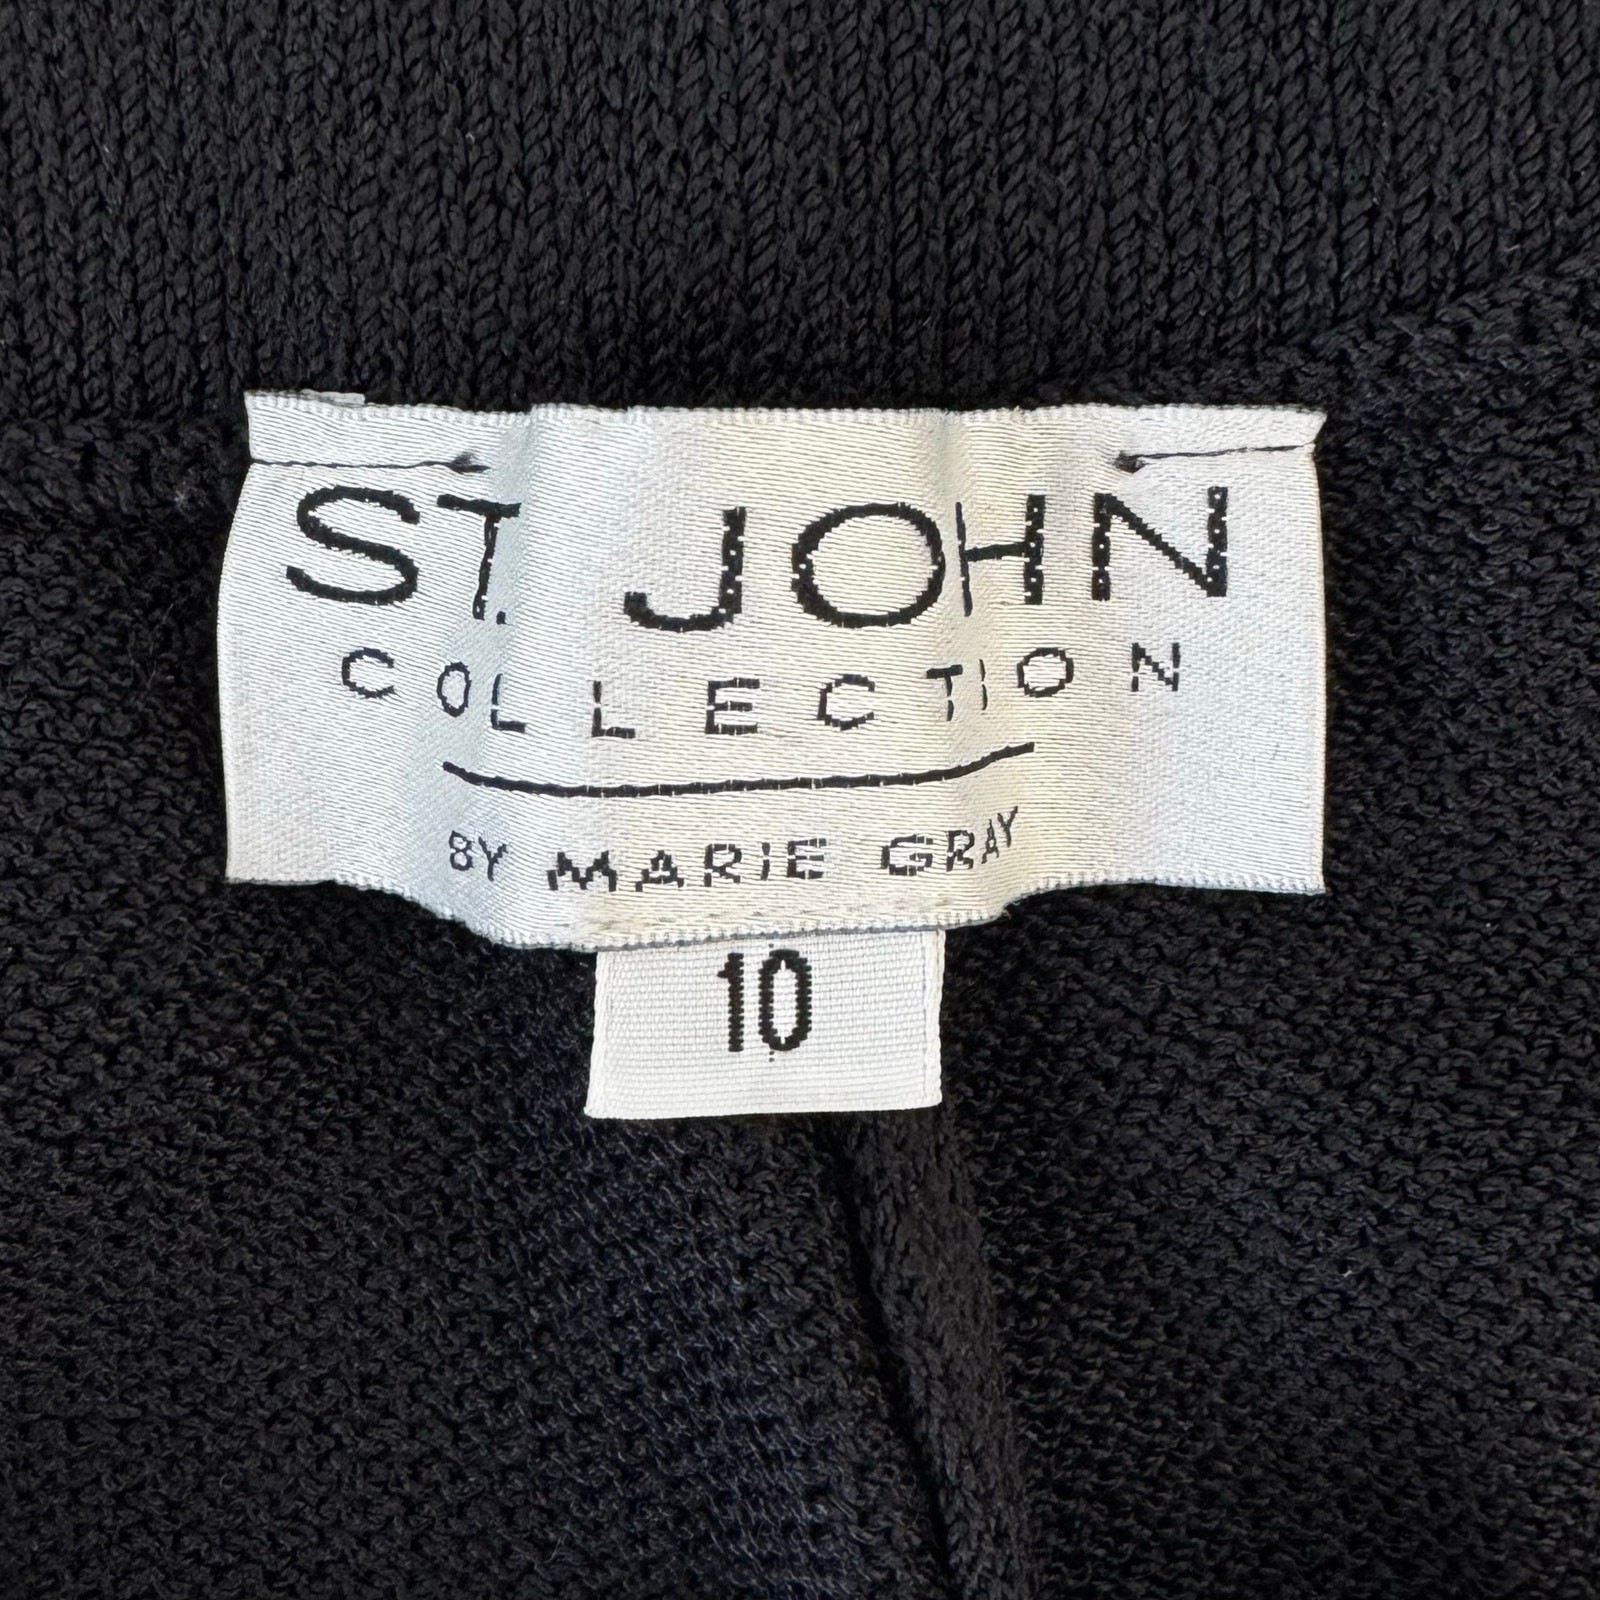 ST. JOHN
COLLECTION
BY MARIE GRAY
10